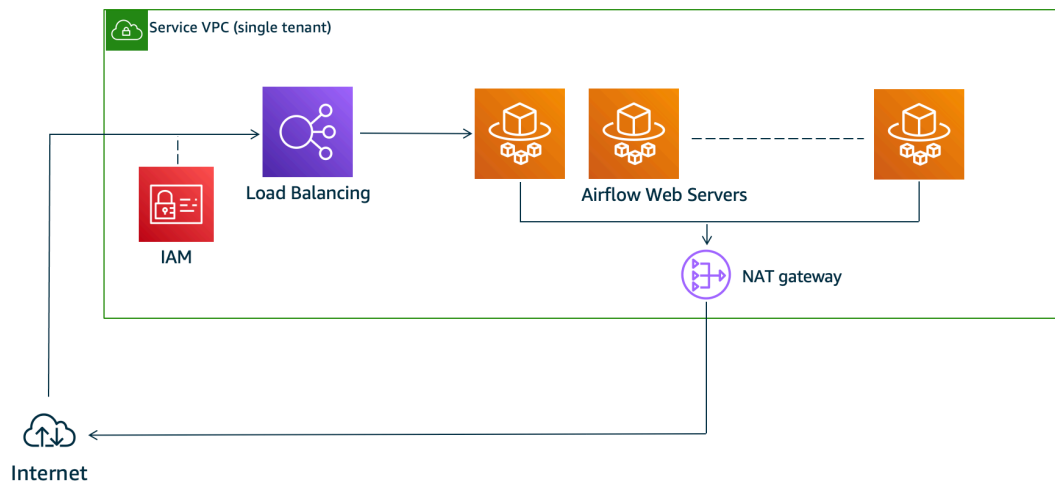 Service VPC (single tenant)
Load Balancing
Airflow Web Servers
IAM
NAT gateway
Internet